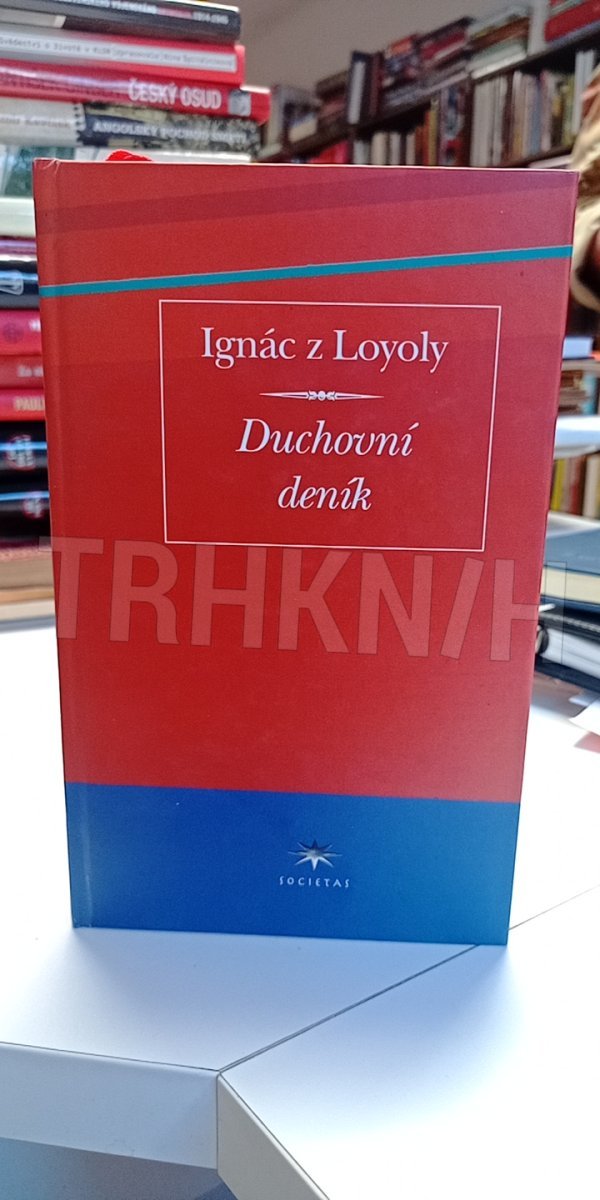 ČESKÝ OSUD
Ignác z Loyoly
Duchovní
deník
TRHKNIH
SOCIETAS